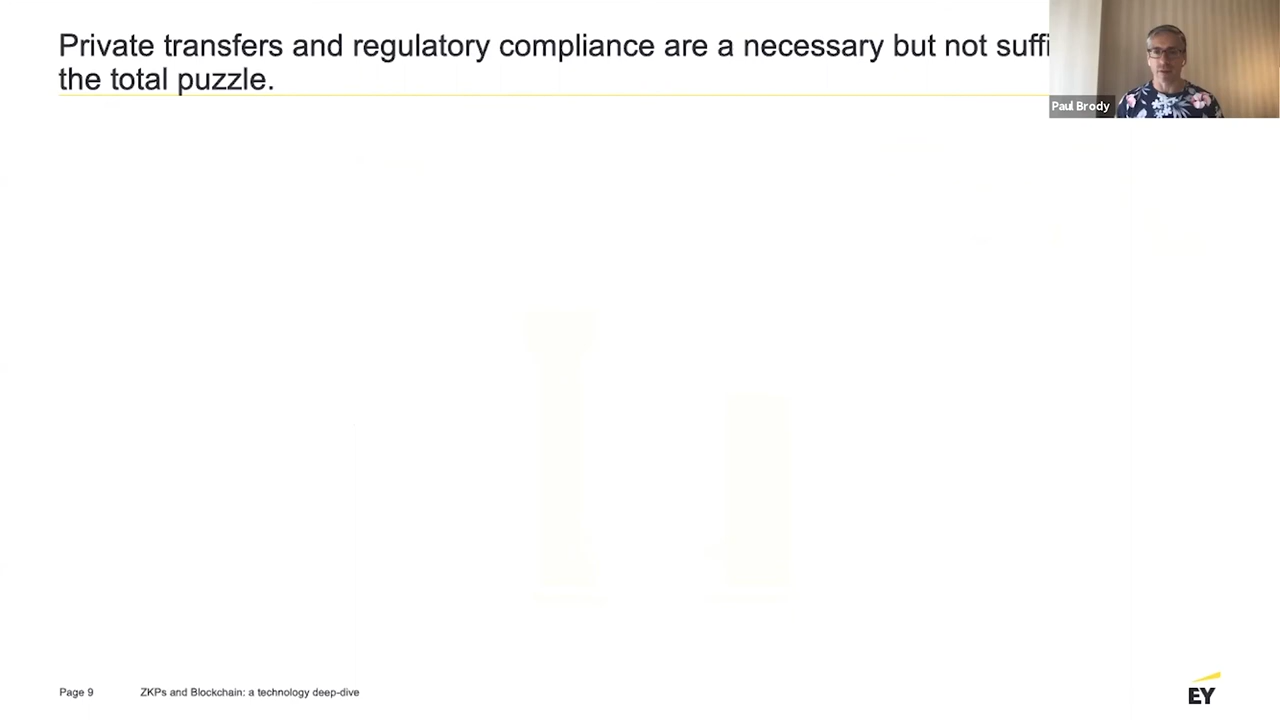 Private transfers and regulatory compliance are a necessary but not suffi
the total puzzle.
Paul Brody
Page 9 ZKPs and Blockchain: a technology deep-dive
EY